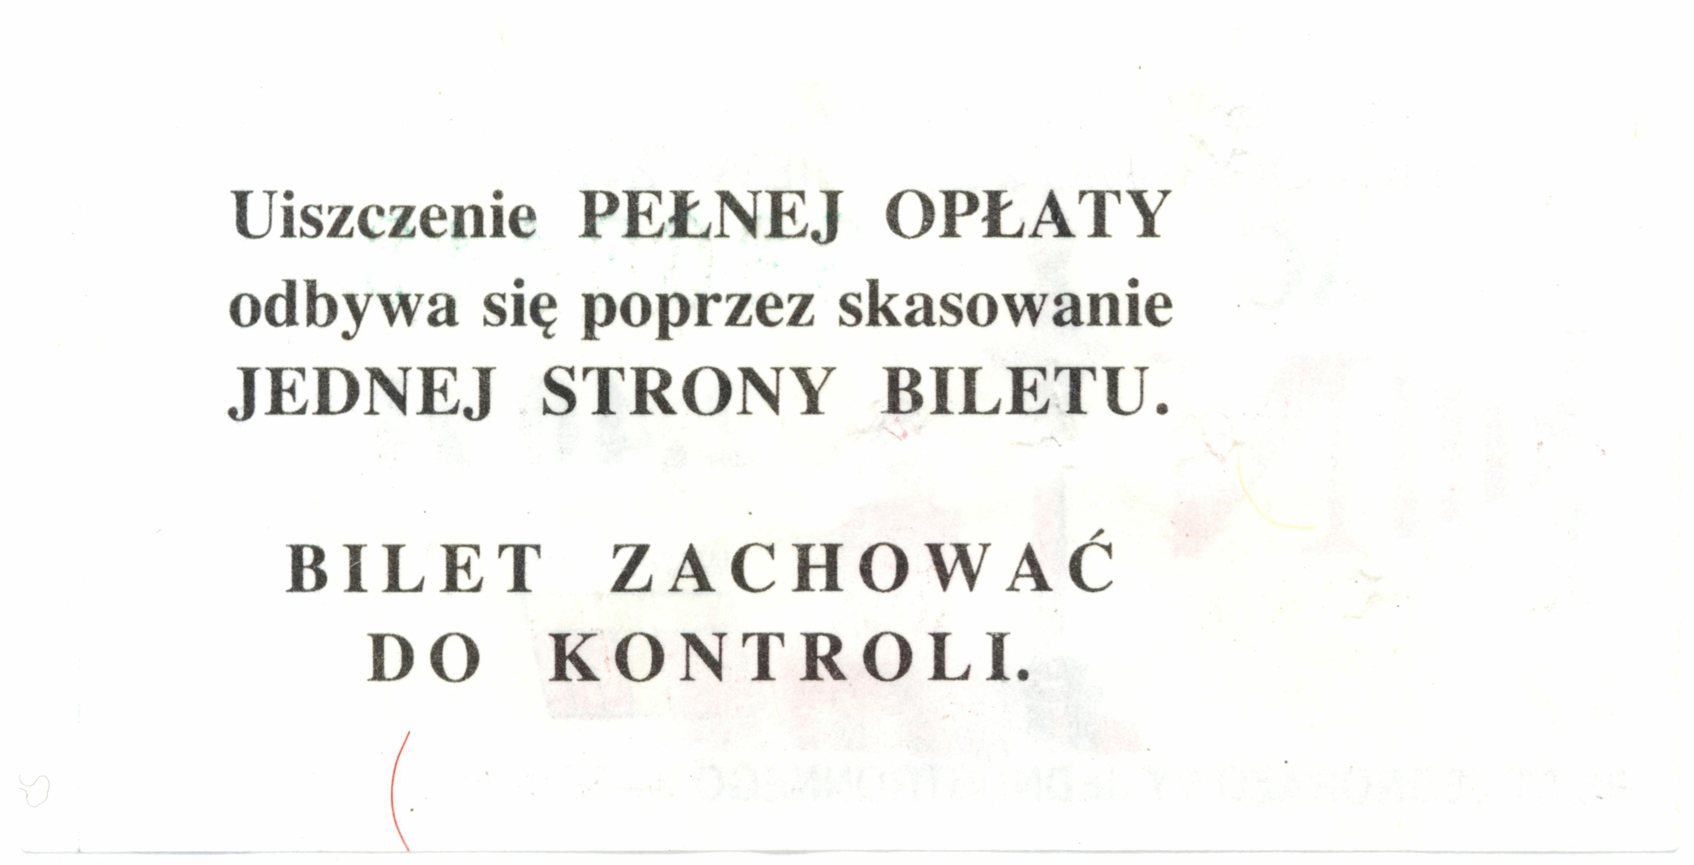 Uiszczenie PEŁNEJ OPŁATY
odbywa się poprzez skasowanie
JEDNEJ STRONY BILETU.
BILET ZACHOWAĆ
DO KONTROLI.